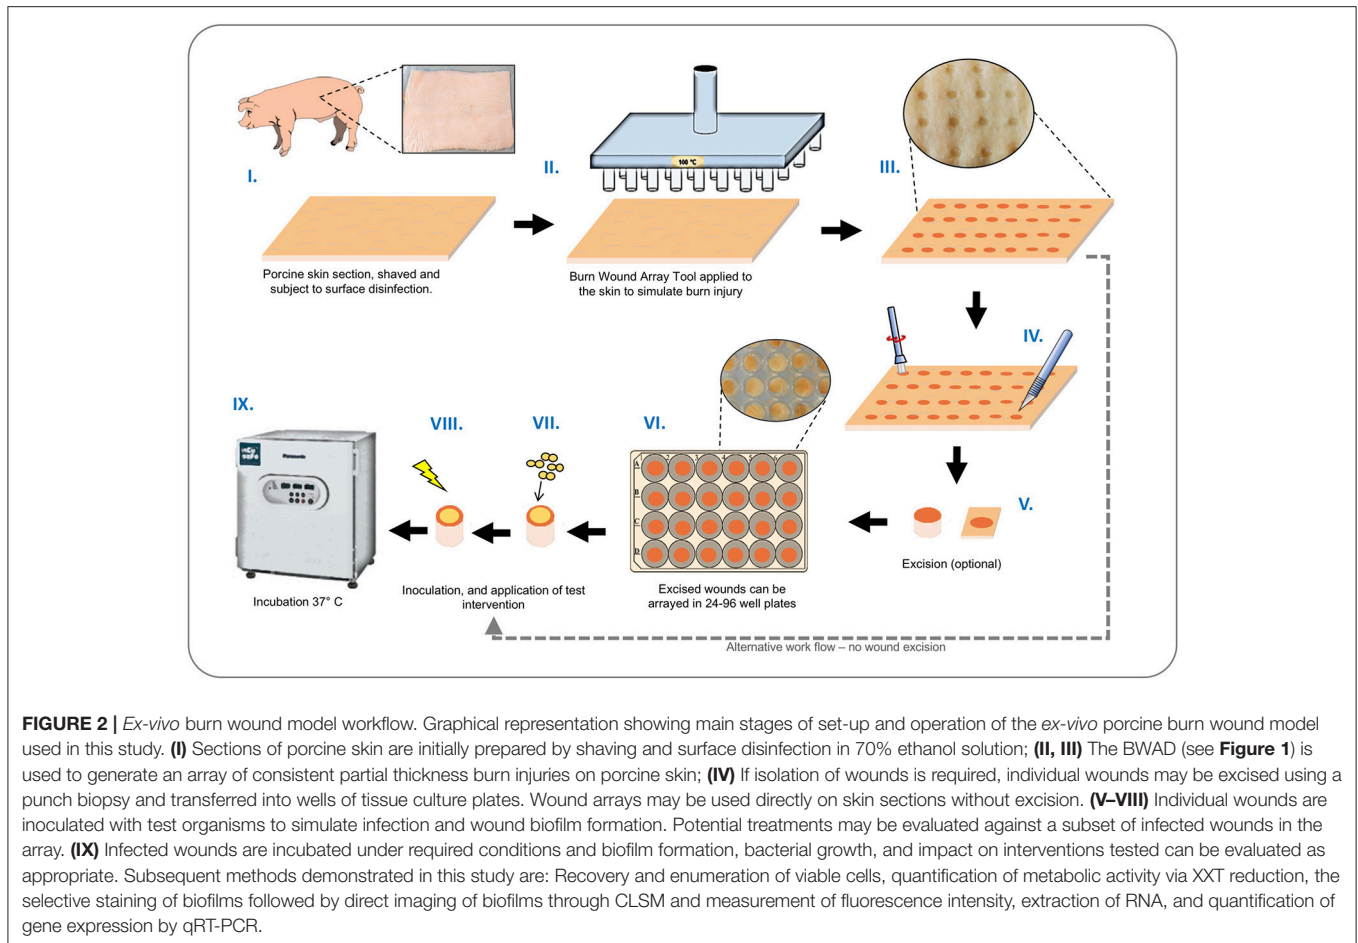 I.
II.
100 °C
III.
Porcine skin section, shaved and
subject to surface disinfection.
Burn Wound Array Tool applied to
the skin to simulate burn injury
IV.
V.
Excision (optional)
VI.
1 2 3 4 5 6
A
B
C
D
Excised wounds can be
arrayed in 24-96 well plates
VII.
VIII.
Inoculation, and application of test
intervention
IX.
Panasonic
Incubation 37° C
Alternative work flow – no wound excision
FIGURE 2 | Ex-vivo burn wound model workflow. Graphical representation showing main stages of set-up and operation of the ex-vivo porcine burn wound model
used in this study. (I) Sections of porcine skin are initially prepared by shaving and surface disinfection in 70% ethanol solution; (II, III) The BWAD (see Figure 1) is
used to generate an array of consistent partial thickness burn injuries on porcine skin; (IV) If isolation of wounds is required, individual wounds may be excised using a
punch biopsy and transferred into wells of tissue culture plates. Wound arrays may be used directly on skin sections without excision. (V–VIII) Individual wounds are
inoculated with test organisms to simulate infection and wound biofilm formation. Potential treatments may be evaluated against a subset of infected wounds in the
array. (IX) Infected wounds are incubated under required conditions and biofilm formation, bacterial growth, and impact on interventions tested can be evaluated as
appropriate. Subsequent methods demonstrated in this study are: Recovery and enumeration of viable cells, quantification of metabolic activity via XXT reduction, the
selective staining of biofilms followed by direct imaging of biofilms through CLSM and measurement of fluorescence intensity, extraction of RNA, and quantification of
gene expression by qRT-PCR.